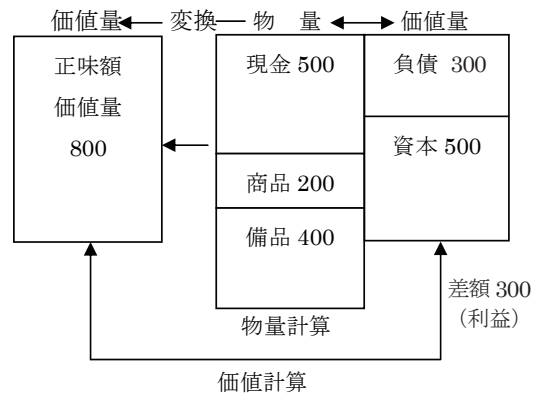 価値量 変換 物 量 価値量
正味額
価値量
800
現金 500
商品 200
備品 400
負債 300
資本 500
差額 300
（利益）
物量計算
価値計算